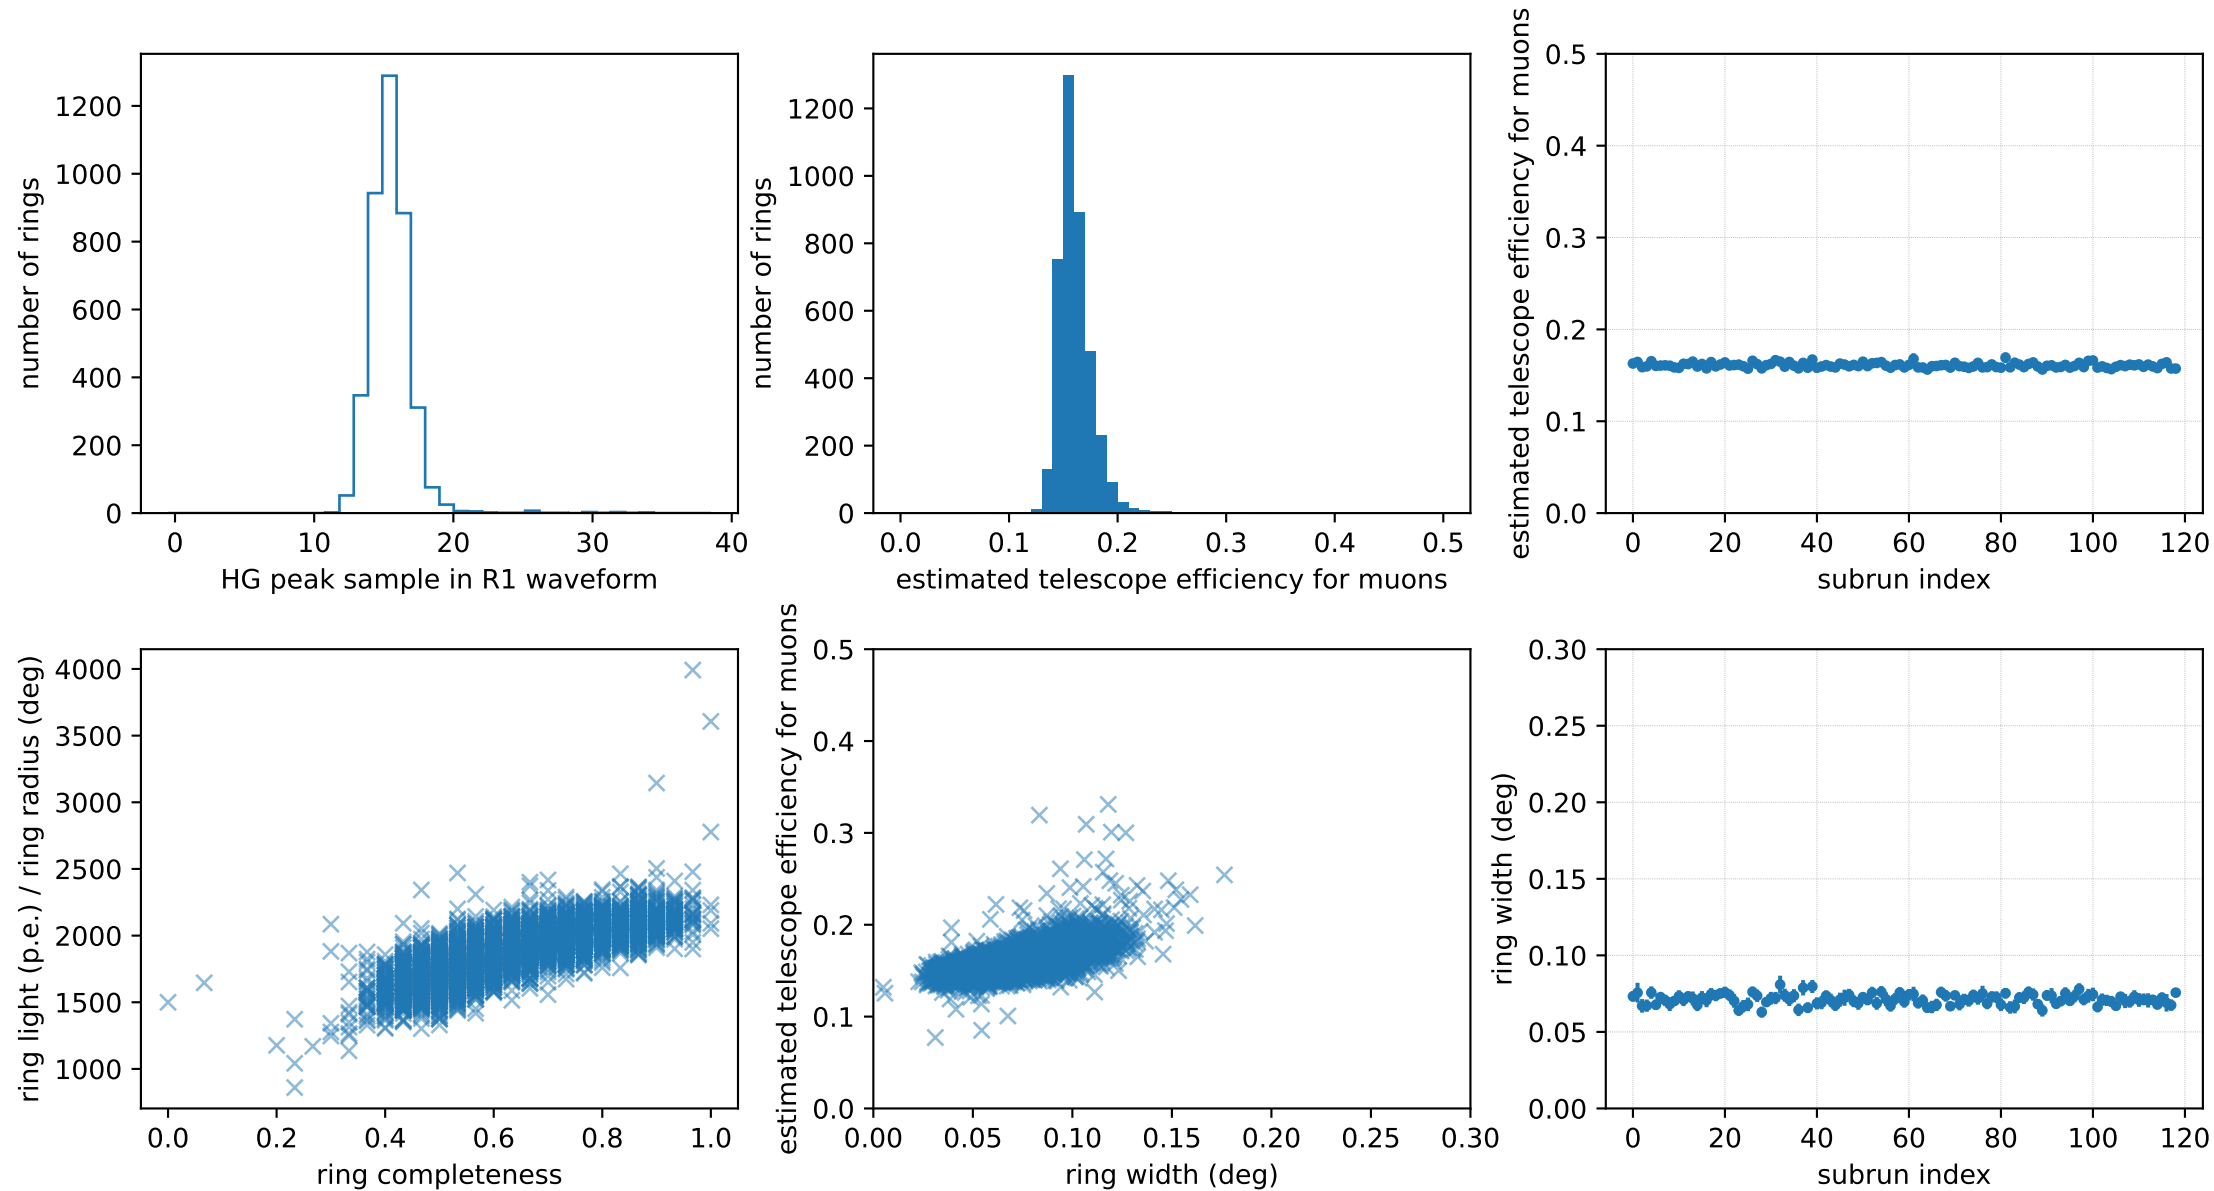 number of rings
1200
1000
800
600
400
200
0
0 10 20 30 40
HG peak sample in R1 waveform
number of rings
1200
1000
800
600
400
200
0
0.0 0.1 0.2 0.3 0.4 0.5
estimated telescope efficiency for muons
estimated telescope efficiency for muons
0.5
0.4
0.3
0.2
0.1
0.0
0 20 40 60 80 100 120
subrun index
ring light (p.e.) / ring radius (deg)
4000
3500
3000
2500
2000
1500
1000
0.0 0.2 0.4 0.6 0.8 1.0
ring completeness
estimated telescope efficiency for muons
0.5
0.4
0.3
0.2
0.1
0.0
0.00 0.05 0.10 0.15 0.20 0.25 0.30
ring width (deg)
ring width (deg)
0.30
0.25
0.20
0.15
0.10
0.05
0.00
0 20 40 60 80 100 120
subrun index